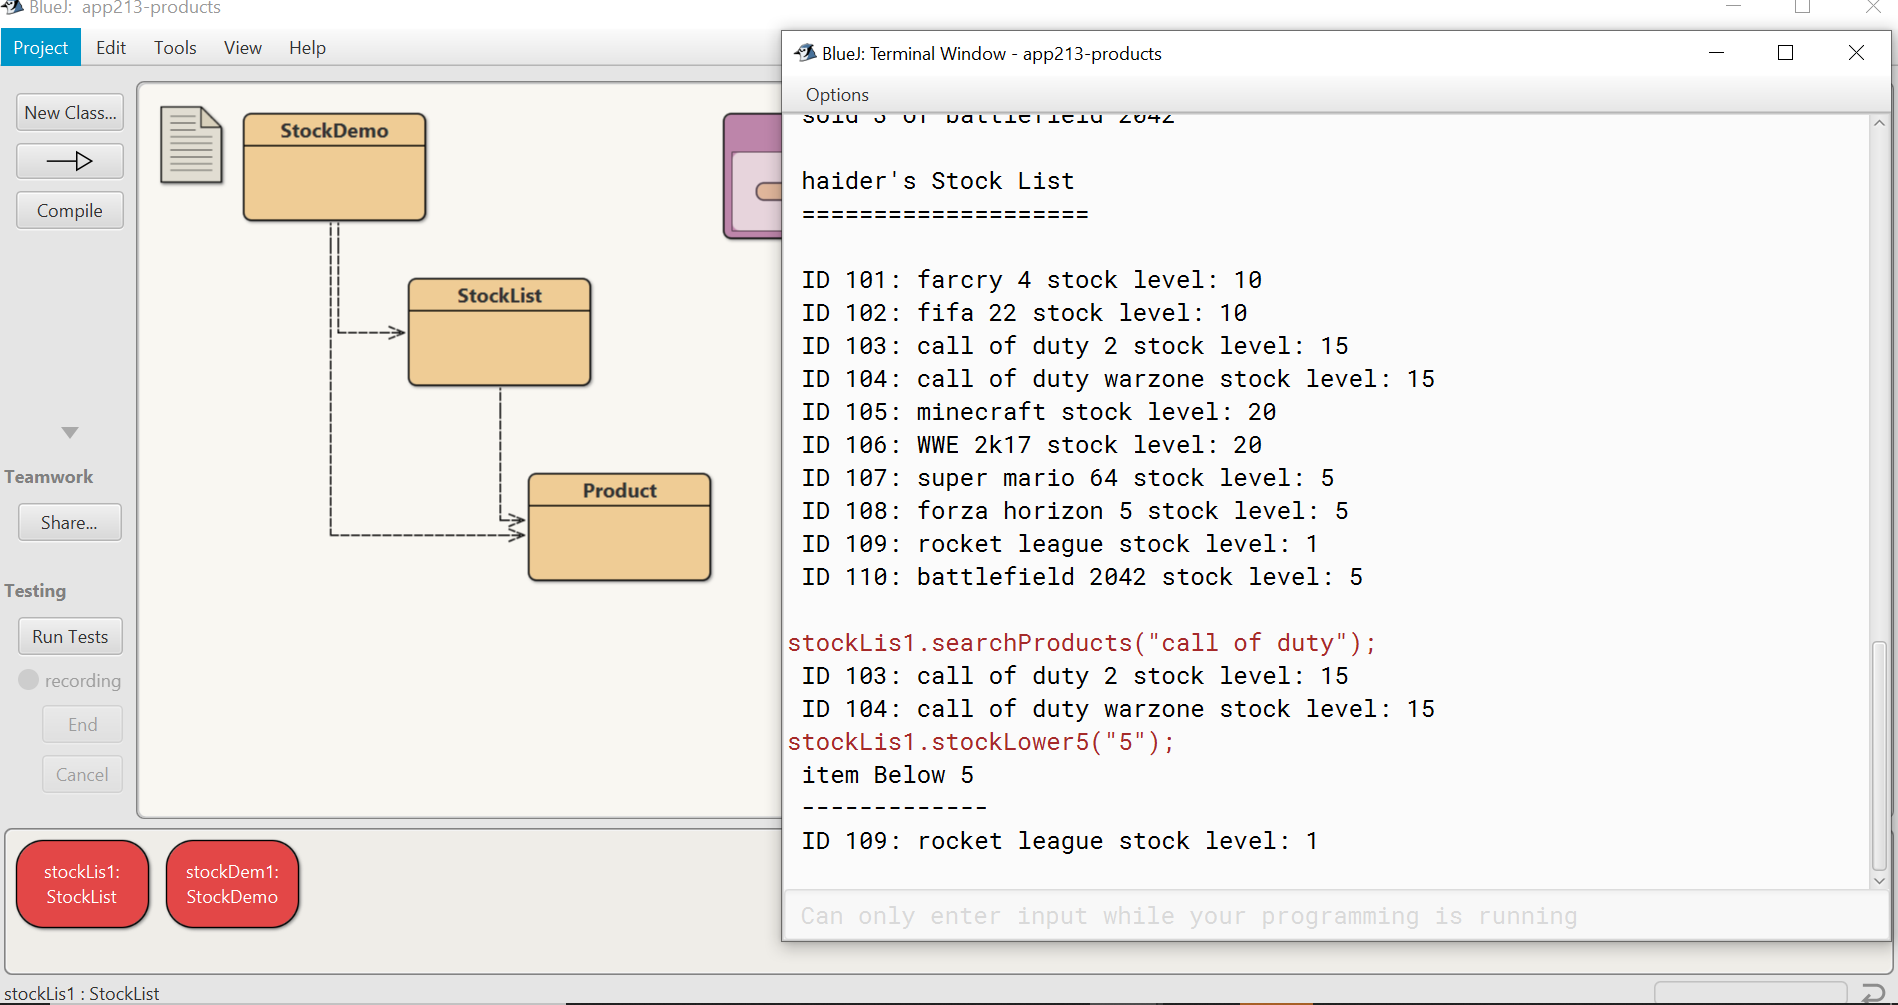 BlueJ: app213-products
Project Edit Tools View Help
New Class...
Compile
Teamwork
Share...
Testing
Run Tests
recording
End
Cancel
StockDemo
StockList
Product
stockLis1:
StockList
stockDem1:
StockDemo
stockLis1 : StockList
BlueJ: Terminal Window - app213-products
Options
sold 5 of battlefield 2042
haider's Stock List
====================
ID 101: farcry 4 stock level: 10
ID 102: fifa 22 stock level: 10
ID 103: call of duty 2 stock level: 15
ID 104: call of duty warzone stock level: 15
ID 105: minecraft stock level: 20
ID 106: WWE 2k17 stock level: 20
ID 107: super mario 64 stock level: 5
ID 108: forza horizon 5 stock level: 5
ID 109: rocket league stock level: 1
ID 110: battlefield 2042 stock level: 5
stockLis1.searchProducts("call of duty");
ID 103: call of duty 2 stock level: 15
ID 104: call of duty warzone stock level: 15
stockLis1.stockLower5("5");
item Below 5
-------------
ID 109: rocket league stock level: 1
Can only enter input while your programming is running